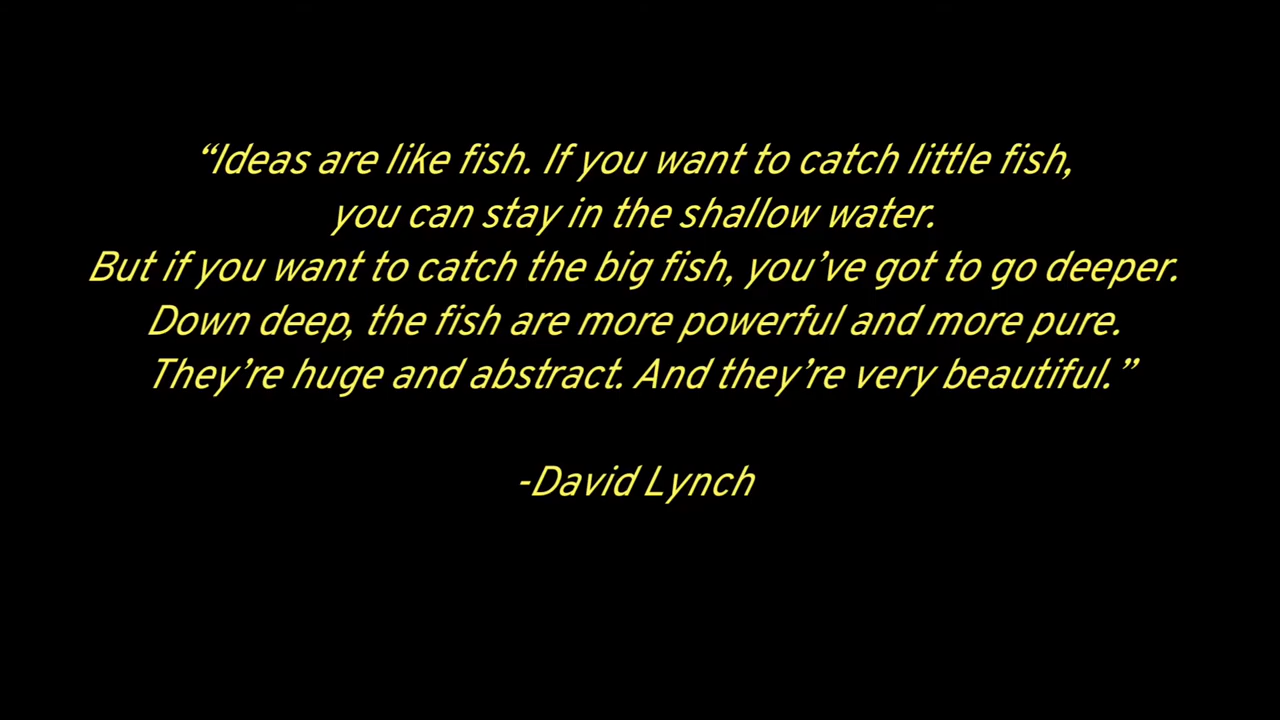 “Ideas are like fish. If you want to catch little fish,
you can stay in the shallow water.
But if you want to catch the big fish, you’ve got to go deeper.
Down deep, the fish are more powerful and more pure.
They’re huge and abstract. And they’re very beautiful.”
-David Lynch